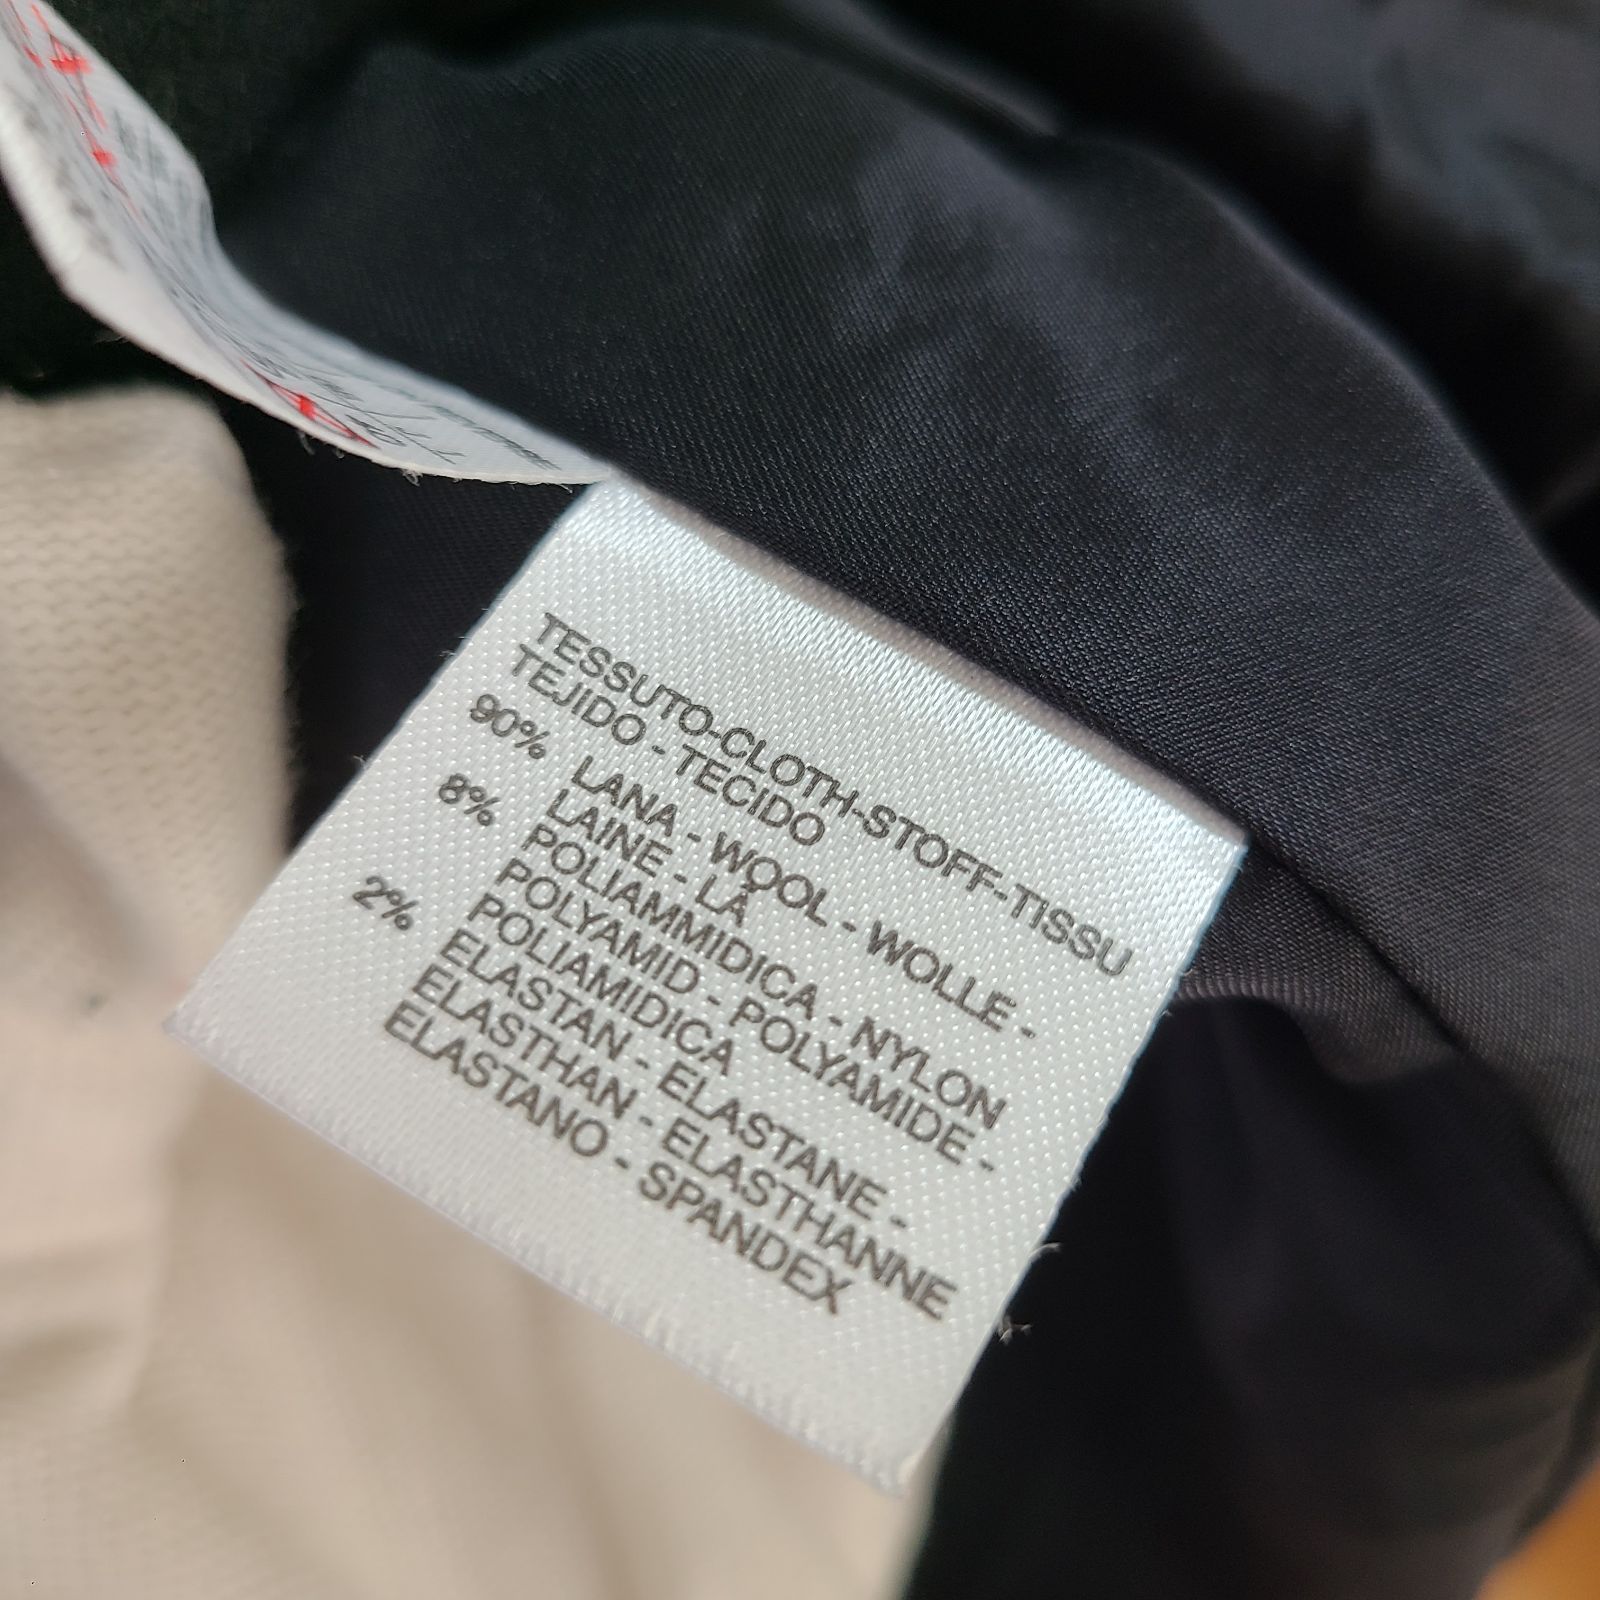 TESSUTO-CLOTH-STOFF-TISSU
TEJIDO - TECIDO
90% LANA - WOOL - WOLLE -
LAINE - LÃ
8% POLIAMMIDICA - NYLON
POLYAMID - POLYAMIDE -
POLIAMIDICA
2% ELASTAN - ELASTANE -
ELASTHAN - ELASTHANNE
ELASTANO - SPANDEX